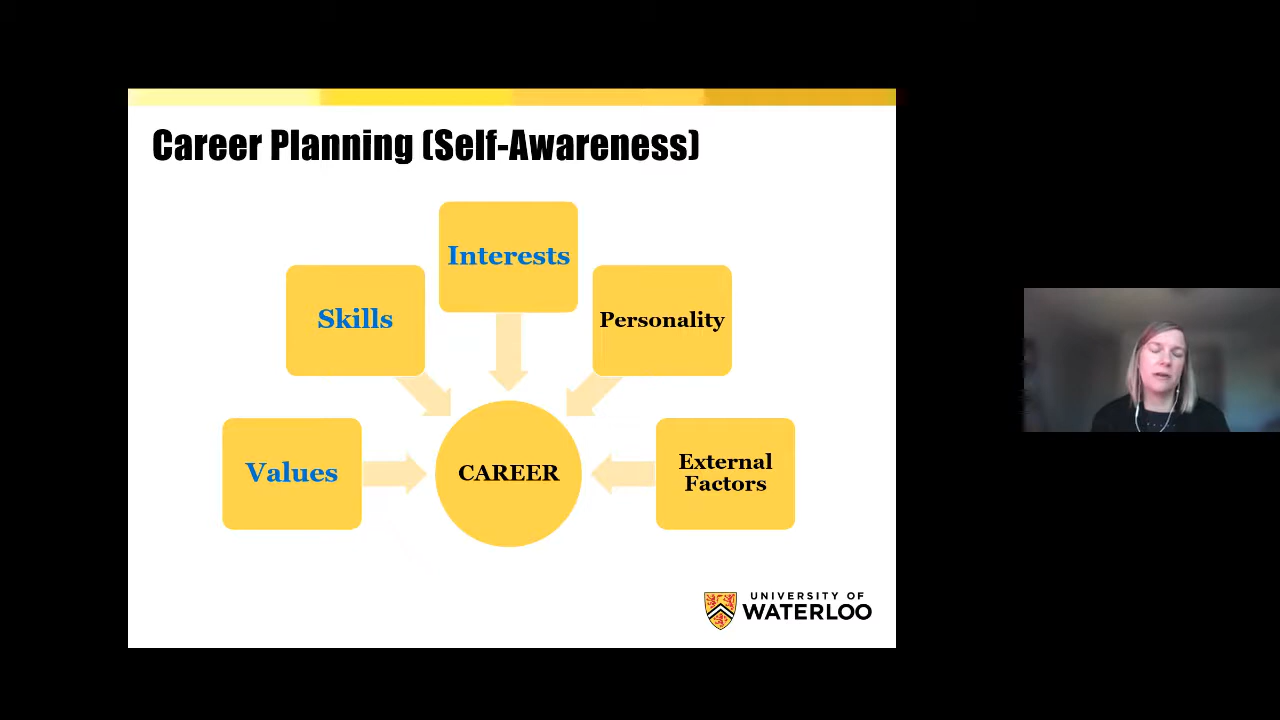 Career Planning (Self-Awareness)
Interests
Skills
Personality
Values
CAREER
External
Factors
UNIVERSITY OF
WATERLOO